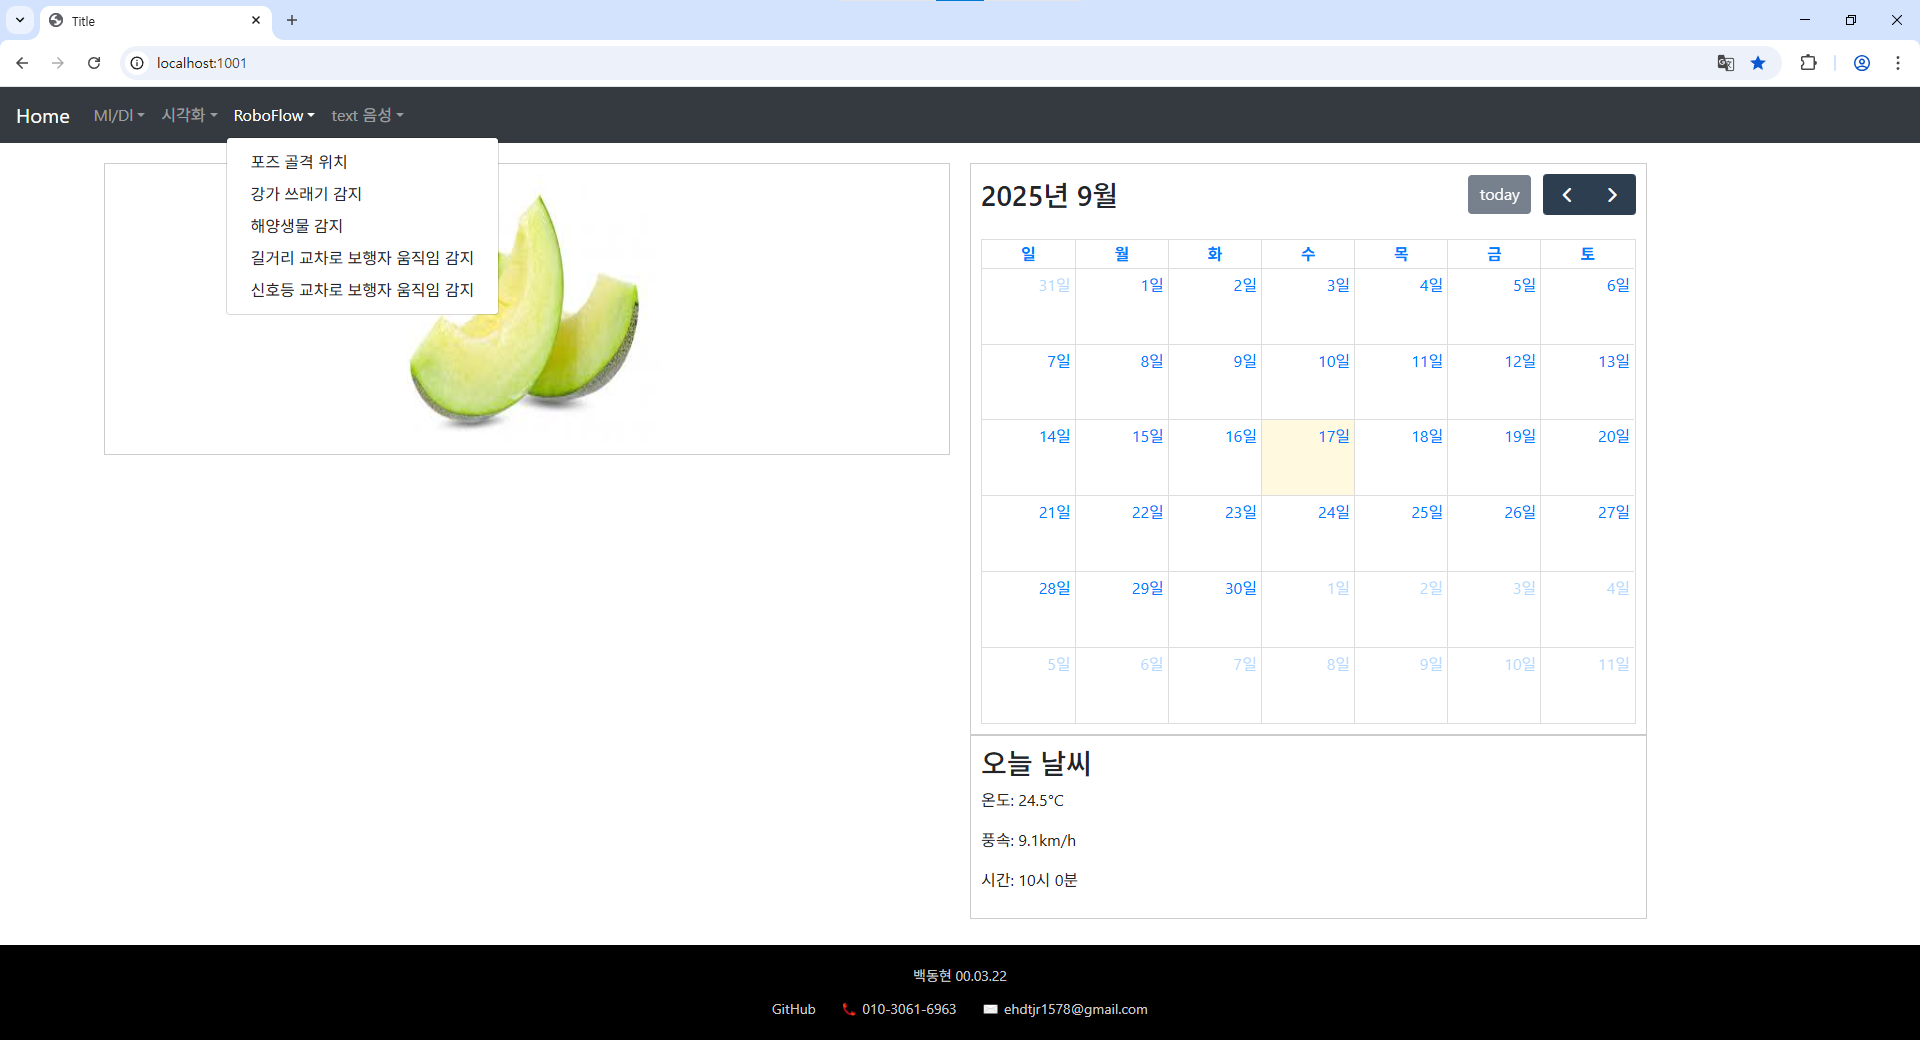 Title
localhost:1001
Home Ml/Dl 시각화 RoboFlow text 음성
포즈 골격 위치
강가 쓰래기 감지
해양생물 감지
길거리 교차로 보행자 움직임 감지
신호등 교차로 보행자 움직임 감지
2025년 9월 today
일 월 화 수 목 금 토
31일 1일 2일 3일 4일 5일 6일
7일 8일 9일 10일 11일 12일 13일
14일 15일 16일 17일 18일 19일 20일
21일 22일 23일 24일 25일 26일 27일
28일 29일 30일 1일 2일 3일 4일
5일 6일 7일 8일 9일 10일 11일
오늘 날씨
온도: 24.5°C
풍속: 9.1km/h
시간: 10시 0분
백동현 00.03.22
GitHub 010-3061-6963 ehdtjr1578@gmail.com